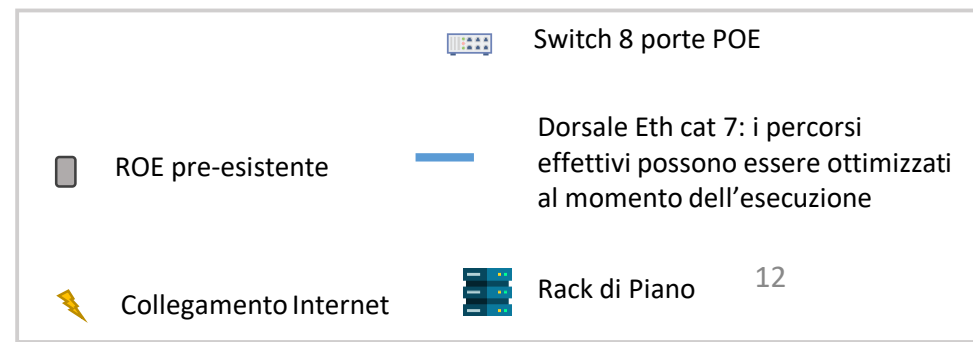 Switch 8 porte POE
ROE pre-esistente
Dorsale Eth cat 7: i percorsi
effettivi possono essere ottimizzati
al momento dell’esecuzione
Collegamento Internet
Rack di Piano
12